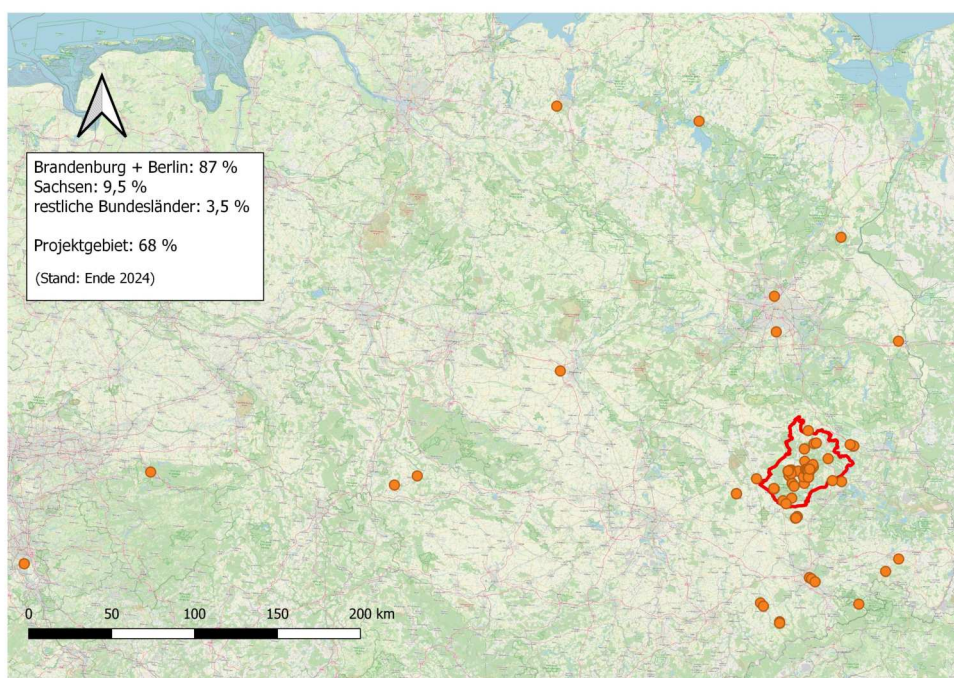 Brandenburg + Berlin: 87 %
Sachsen: 9,5 %
restliche Bundesländer: 3,5 %
Projektgebiet: 68 %
(Stand: Ende 2024)
0 50 100 150 200 km